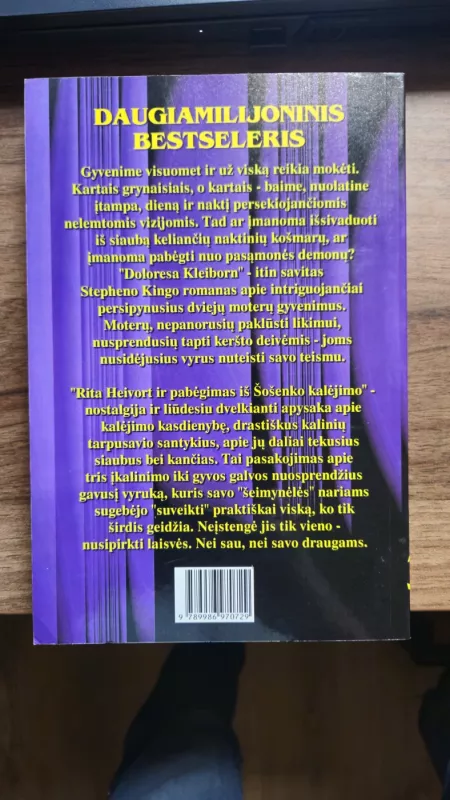 DAUGIAMILIJONINIS
BESTSELERIS
Gyvenime visuomet ir už viską reikia mokėti.
Kartais grynaisiais, o kartais - baime, nuolatine
įtampa, dieną ir naktį persekiojančiomis
nelemtomis vizijomis. Tad ar įmanoma išsivaduoti
iš siaubą keliančių naktinių košmarų, ar
įmanoma pabėgti nuo pasąmonės demonų?
"Doloresa Kleiborn" - itin savitas
Stepheno Kingo romanas apie intriguojančiai
persipynusius dviejų moterų gyvenimus.
Moterų, nepanorusių paklūsti likimui,
nusprendusių tapti keršto deivėmis - joms
nusidėjusius vyrus nuteisti savo teismu.
"Rita Heivort ir pabėgimas iš Šošenko kalėjimo" -
nostalgija ir liūdesiu dvelkianti apysaka apie
kalėjimo kasdienybę, drastiškus kalinių
tarpusavio santykius, apie jų daliai tekusius
siaubus bei kančias. Tai pasakojimas apie
tris įkalinimo iki gyvos galvos nuosprendžius
gavusį vyruką, kuris savo "šeimynėlės" nariams
sugebėjo "suveikti" praktiškai viską, ko tik
širdis geidžia. Neįstengė jis tik vieno -
nusipirkti laisvės. Nei sau, nei savo draugams.
9 789986 970729